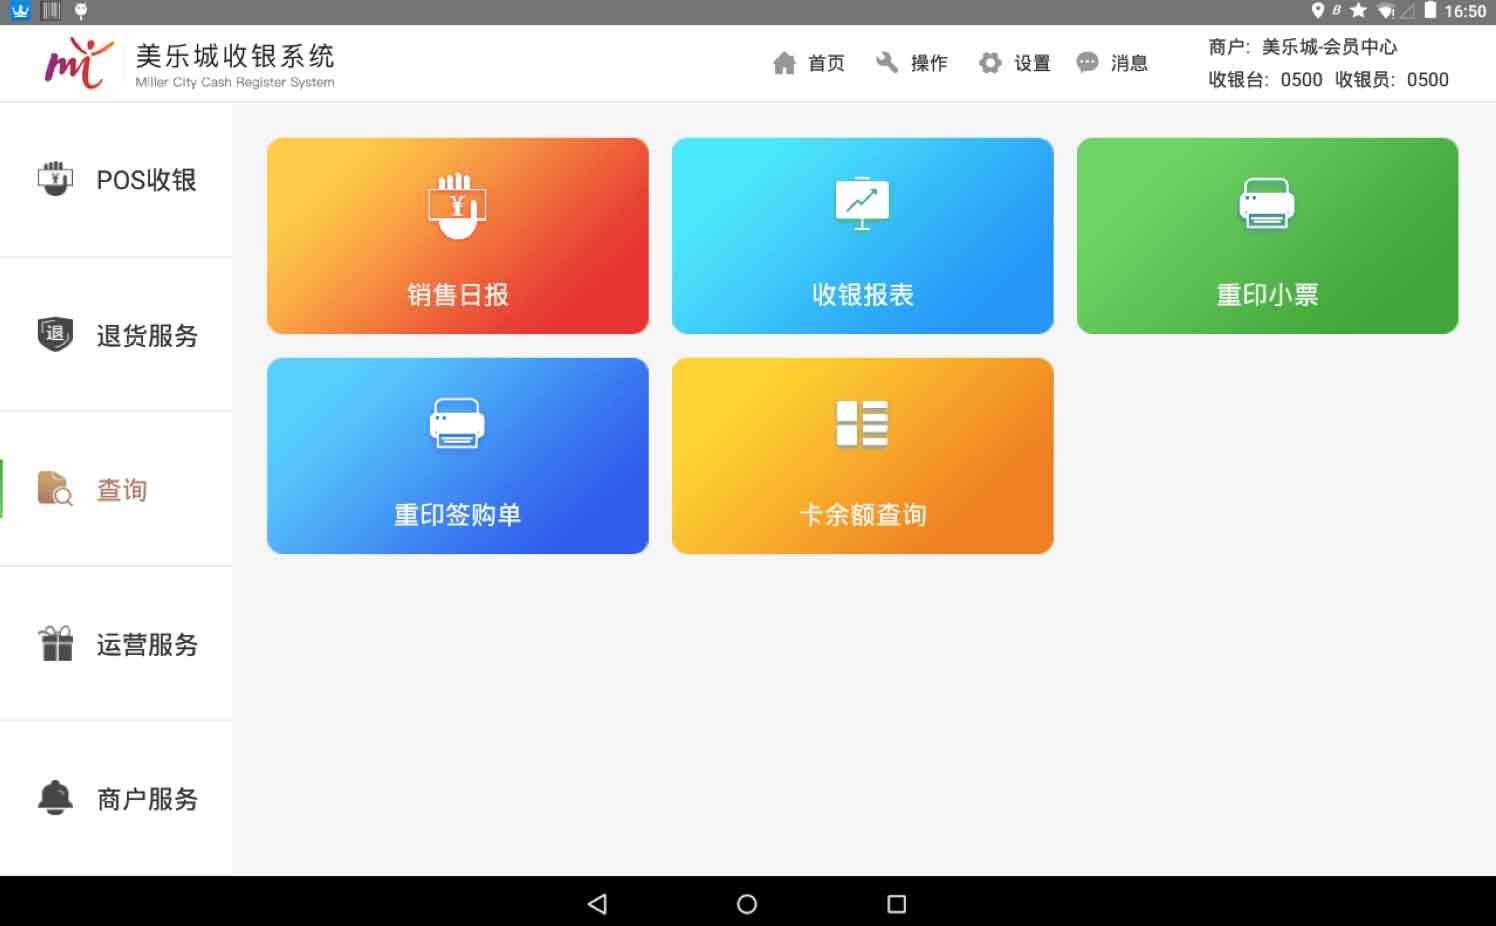 16:50
美乐城收银系统
Miller City Cash Register System
首页 操作 设置 消息
商户: 美乐城-会员中心
收银台: 0500 收银员: 0500
POS收银
退
退货服务
查询
运营服务
商户服务
¥
销售日报
收银报表
重印小票
重印签购单
卡余额查询